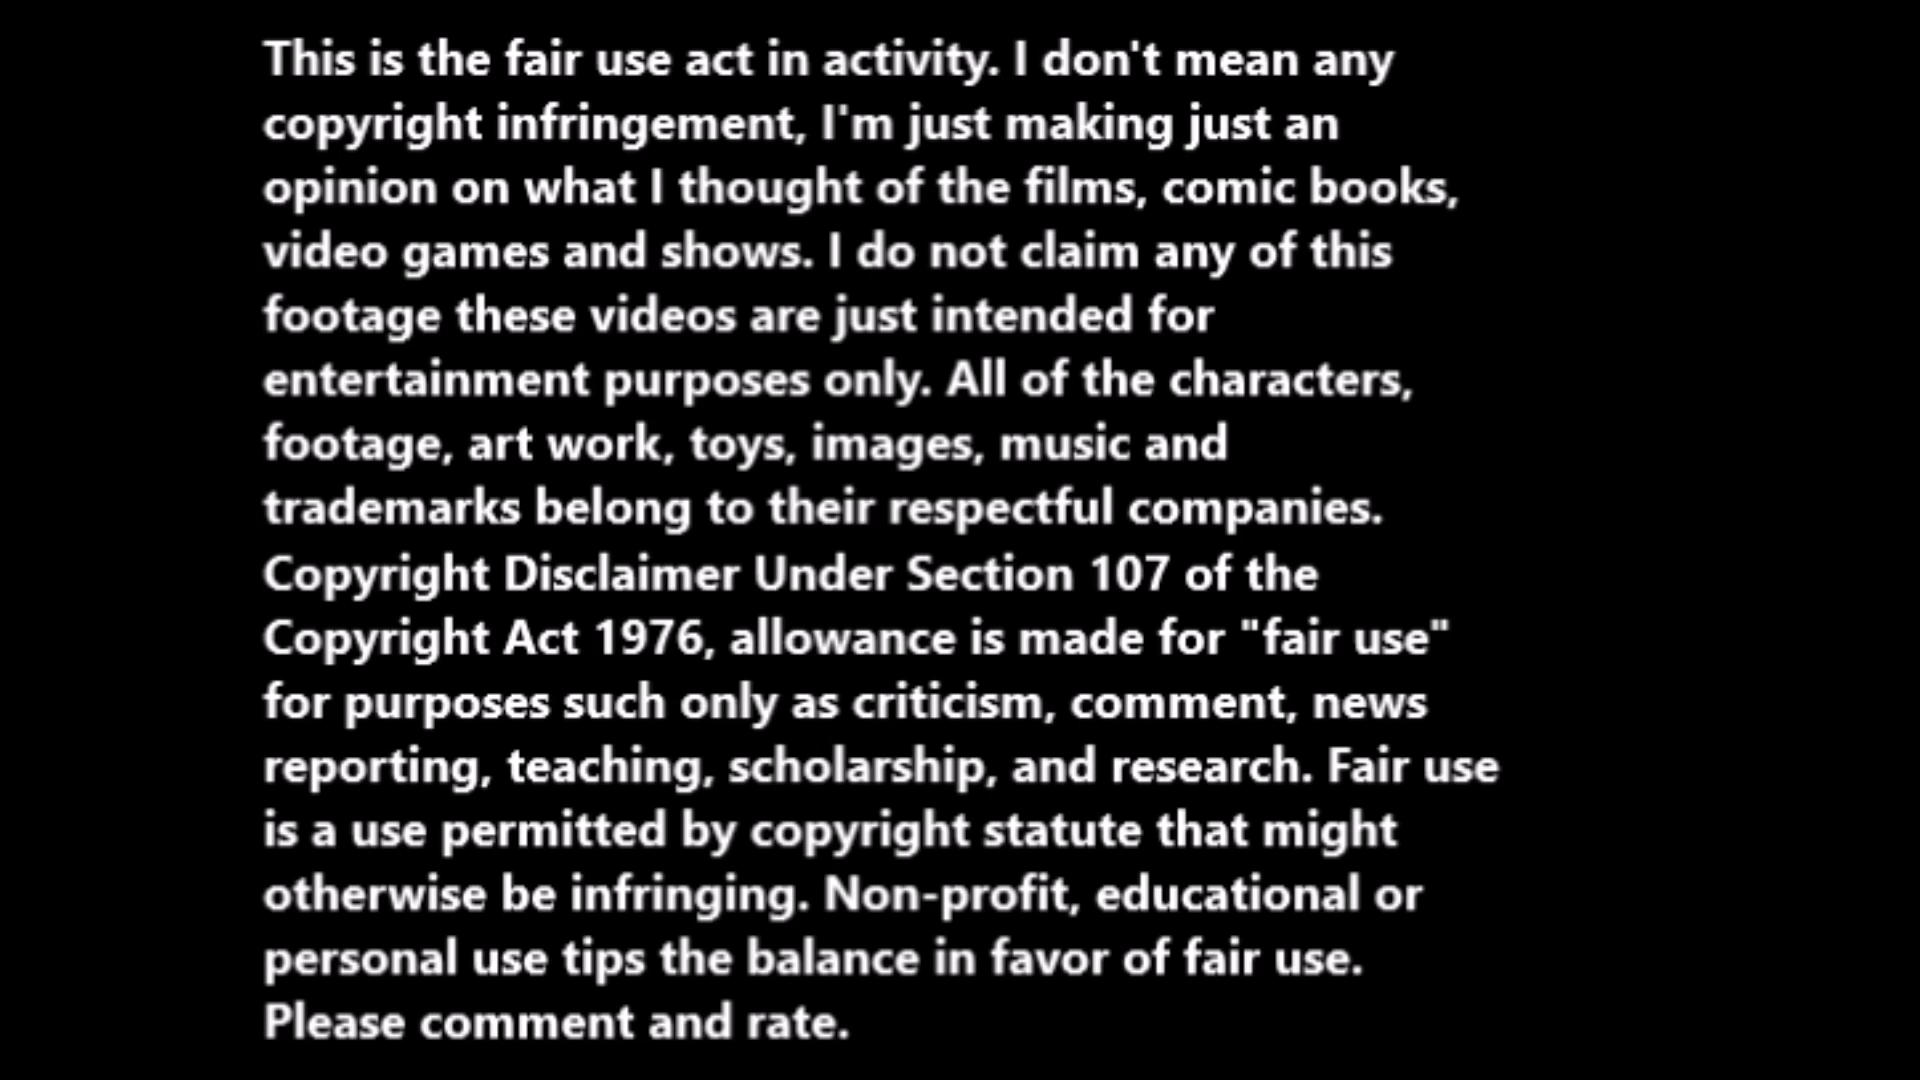 This is the fair use act in activity. I don't mean any
copyright infringement, I'm just making just an
opinion on what I thought of the films, comic books,
video games and shows. I do not claim any of this
footage these videos are just intended for
entertainment purposes only. All of the characters,
footage, art work, toys, images, music and
trademarks belong to their respectful companies.
Copyright Disclaimer Under Section 107 of the
Copyright Act 1976, allowance is made for "fair use"
for purposes such only as criticism, comment, news
reporting, teaching, scholarship, and research. Fair use
is a use permitted by copyright statute that might
otherwise be infringing. Non-profit, educational or
personal use tips the balance in favor of fair use.
Please comment and rate.